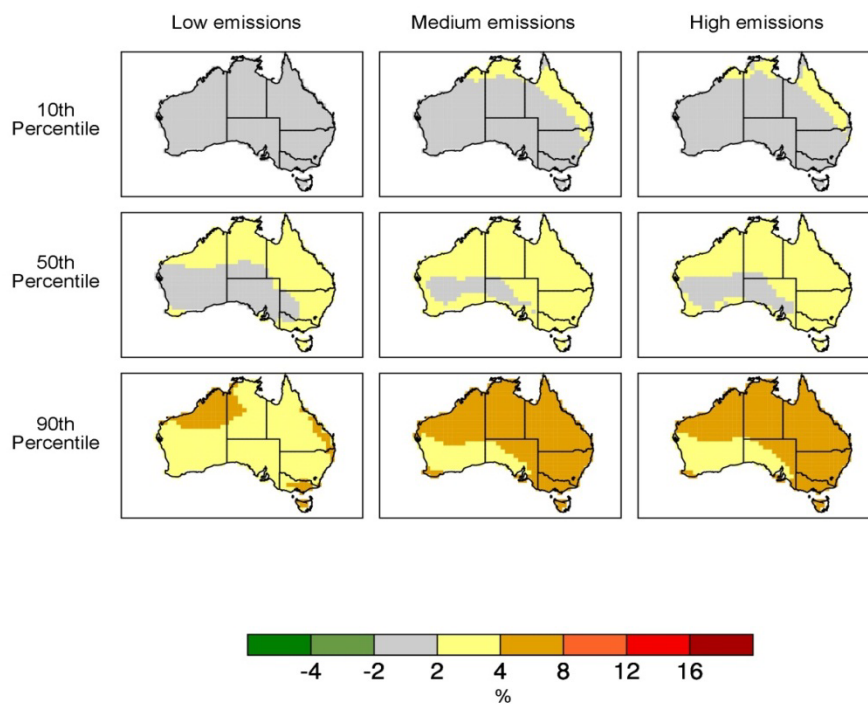 Low emissions
Medium emissions
High emissions
10th
Percentile
50th
Percentile
90th
Percentile
-4
-2
2
4
8
12
16
%